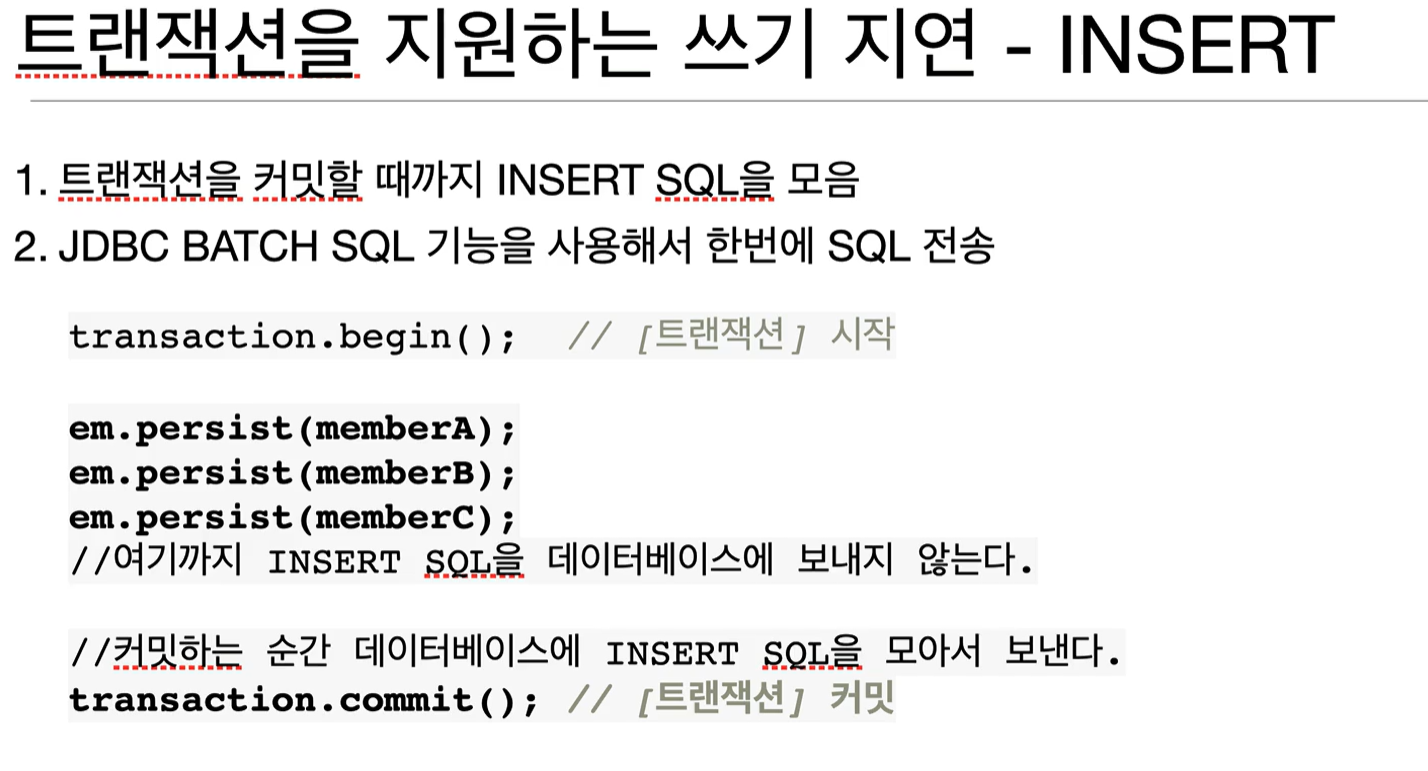 트랜잭션을 지원하는 쓰기 지연 - INSERT
1. 트랜잭션을 커밋할 때까지 INSERT SQL을 모음
2. JDBC BATCH SQL 기능을 사용해서 한번에 SQL 전송
transaction.begin(); // [트랜잭션] 시작
em.persist(memberA);
em.persist(memberB);
em.persist(memberC);
//여기까지 INSERT SQL을 데이터베이스에 보내지 않는다.
//커밋하는 순간 데이터베이스에 INSERT SQL을 모아서 보낸다.
transaction.commit(); // [트랜잭션] 커밋